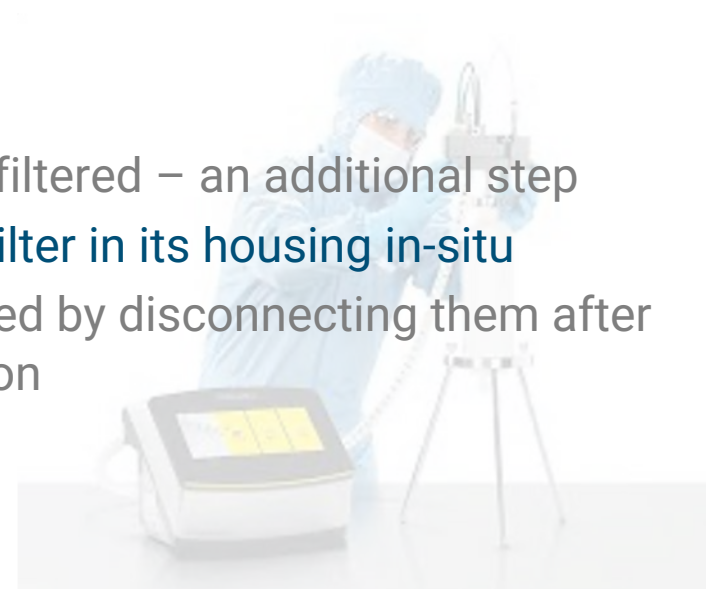 filtered – an additional step
ilter in its housing in-situ
ed by disconnecting them after
on